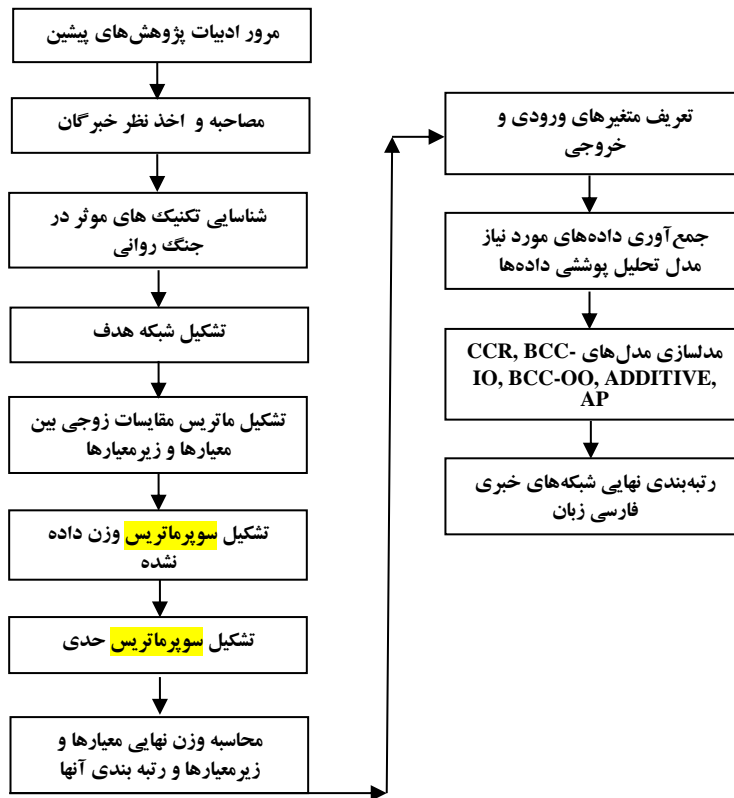 مرور ادبیات پژوهش‌های پیشین
مصاحبه و اخذ نظر خبرگان
شناسایی تکنیک های موثر در
جنگ روانی
تشکیل شبکه هدف
تشکیل ماتریس مقایسات زوجی بین
معیارها و زیرمعیارها
تشکیل سوپرماتریس وزن داده
نشده
تشکیل سوپرماتریس حدی
محاسبه وزن نهایی معیارها و
زیرمعیارها و رتبه بندی آنها
تعریف متغیرهای ورودی و
خروجی
جمع‌آوری داده‌های مورد نیاز
مدل تحلیل پوششی داده‌ها
مدلسازی مدل‌های CCR, BCC-
IO, BCC-OO, ADDITIVE,
AP
رتبه‌بندی نهایی شبکه‌های خبری
فارسی زبان